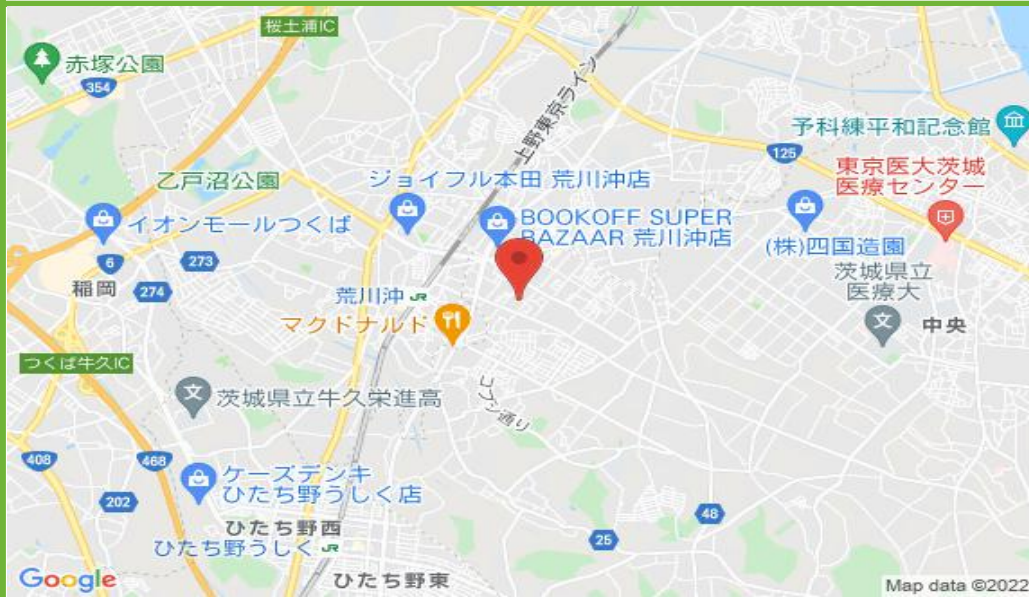 桜土浦IC
赤塚公園
354
上野東京ライン
予科練平和記念館
125
東京医大茨城
医療センター
乙戸沼公園
ジョイフル本田 荒川沖店
イオンモールつくば
BOOKOFF SUPER
BAZAAR 荒川沖店
(株)四国造園
6
273
稲岡
274
荒川沖 JR
茨城県立
医療大
マクドナルド
中央
つくば牛久IC
茨城県立牛久栄進高
408
468
ケーズデンキ
ひたち野うしく店
202
48
ひたち野西
25
ひたち野うしく JR
Google
ひたち野東
Map data ©2022